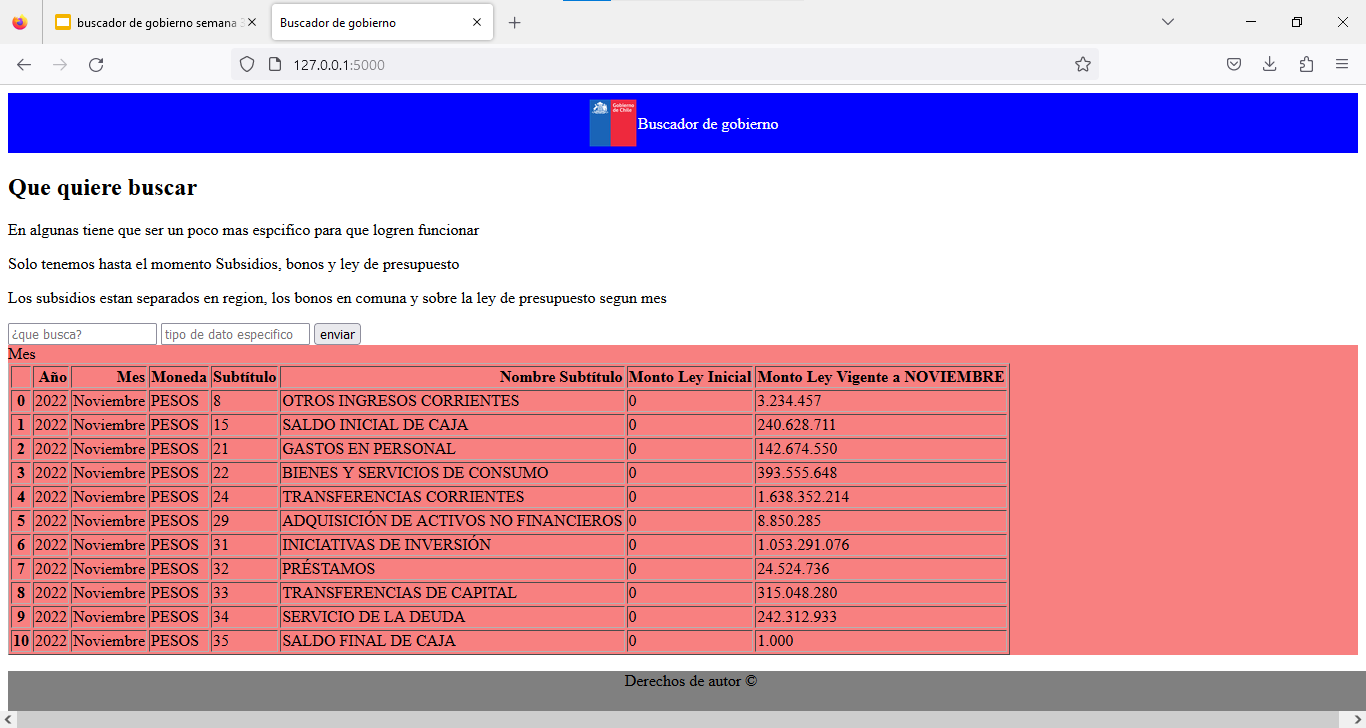 buscador de gobierno semana 3
Buscador de gobierno
127.0.0.1:5000
Gobierno de Chile
Buscador de gobierno
Que quiere buscar
En algunas tiene que ser un poco mas espcifico para que logren funcionar
Solo tenemos hasta el momento Subsidios, bonos y ley de presupuesto
Los subsidios estan separados en region, los bonos en comuna y sobre la ley de presupuesto segun mes
¿que busca? tipo de dato especifico enviar
Mes
Año Mes Moneda Subtítulo Nombre Subtítulo Monto Ley Inicial Monto Ley Vigente a NOVIEMBRE
0 2022 Noviembre PESOS 8 OTROS INGRESOS CORRIENTES 0 3.234.457
1 2022 Noviembre PESOS 15 SALDO INICIAL DE CAJA 0 240.628.711
2 2022 Noviembre PESOS 21 GASTOS EN PERSONAL 0 142.674.550
3 2022 Noviembre PESOS 22 BIENES Y SERVICIOS DE CONSUMO 0 393.555.648
4 2022 Noviembre PESOS 24 TRANSFERENCIAS CORRIENTES 0 1.638.352.214
5 2022 Noviembre PESOS 29 ADQUISICIÓN DE ACTIVOS NO FINANCIEROS 0 8.850.285
6 2022 Noviembre PESOS 31 INICIATIVAS DE INVERSIÓN 0 1.053.291.076
7 2022 Noviembre PESOS 32 PRÉSTAMOS 0 24.524.736
8 2022 Noviembre PESOS 33 TRANSFERENCIAS DE CAPITAL 0 315.048.280
9 2022 Noviembre PESOS 34 SERVICIO DE LA DEUDA 0 242.312.933
10 2022 Noviembre PESOS 35 SALDO FINAL DE CAJA 0 1.000
Derechos de autor ©